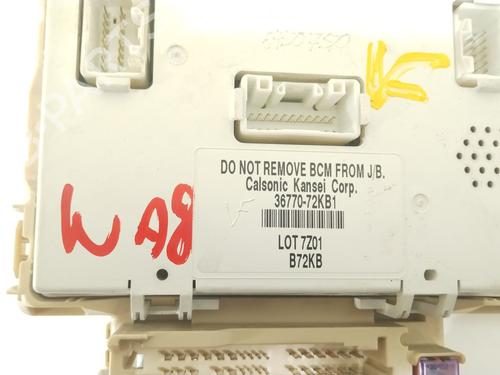 DO NOT REMOVE BCM FROM J/B.
Calsonic Kansei Corp.
36770-72KB1
LOT 7Z01
B72KB